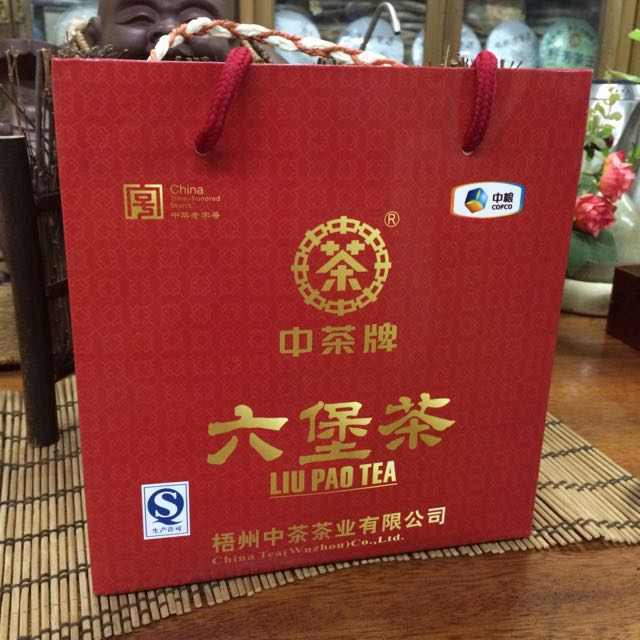 号
China
Time-honored
Brand
中华老字号
中粮
COFCO
茶
®
中茶牌
六堡茶
LIU PAO TEA
S
生产许可
梧州中茶茶业有限公司
China Tea(Wuzhou)Co.,Ltd.